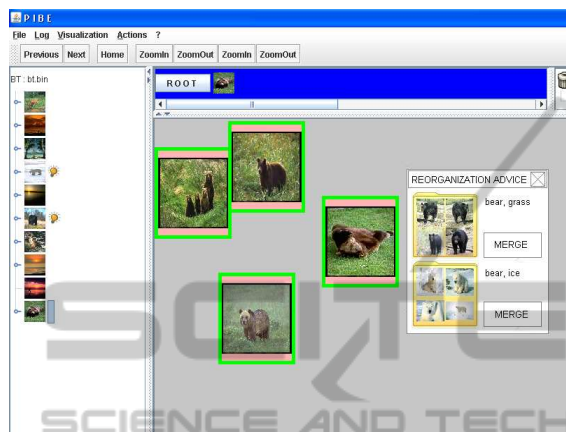 PIBE
File Log Visualization Actions ?
Previous Next Home ZoomIn ZoomOut ZoomIn ZoomOut
BT : bt.bin
ROOT
REORGANIZATION ADVICE
bear, grass
MERGE
bear, ice
MERGE
SCITE
SCIENCE AND TECH